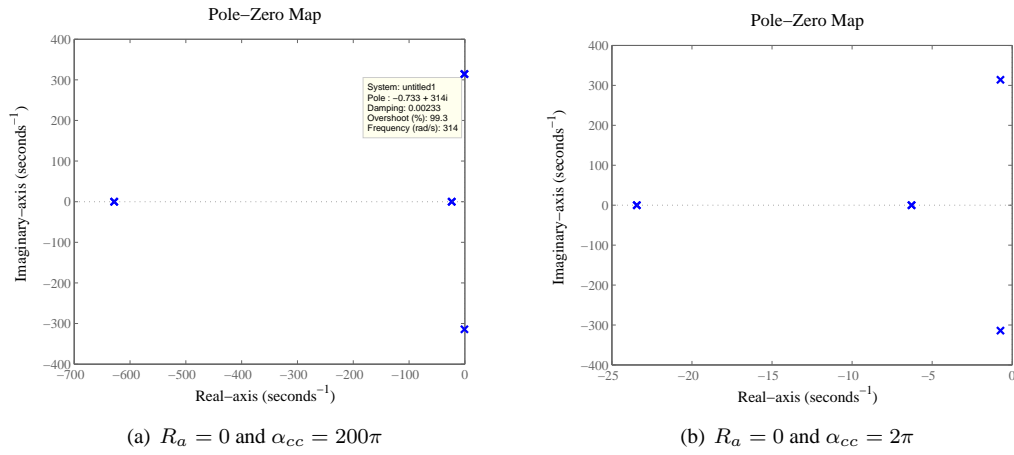 Pole−Zero Map
400
300
200
100
0
−100
−200
−300
−400
−700
−600
−500
−400
−300
−200
−100
0
Imaginary−axis (seconds⁻¹)
Real−axis (seconds⁻¹)
System: untitled1
Pole : −0.733 + 314i
Damping: 0.00233
Overshoot (%): 99.3
Frequency (rad/s): 314
(a) Rₐ = 0 and α_cc = 200π
Pole−Zero Map
400
300
200
100
0
−100
−200
−300
−400
−25
−20
−15
−10
−5
0
Imaginary−axis (seconds⁻¹)
Real−axis (seconds⁻¹)
(b) Rₐ = 0 and α_cc = 2π